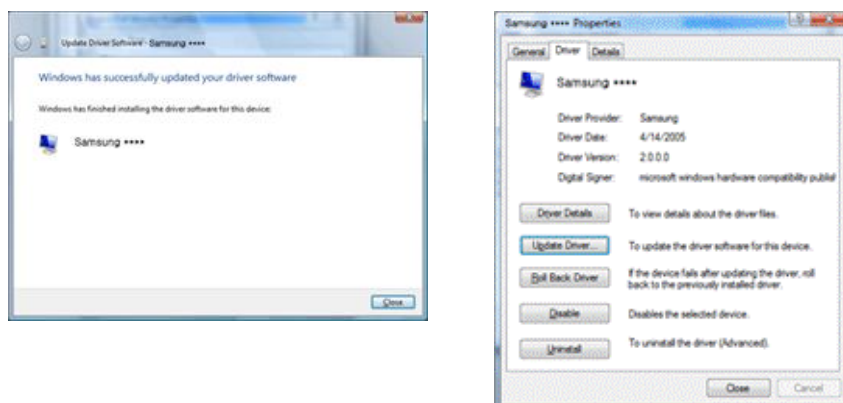 Update Driver Software - Samsung ****
Windows has successfully updated your driver software
Windows has finished installing the driver software for this device:
Samsung ****
Close
Samsung **** Properties
General Driver Details
Samsung ****
Driver Provider: Samsung
Driver Date: 4/14/2005
Driver Version: 2.0.0.0
Digital Signer: microsoft windows hardware compatibility publis
Driver Details To view details about the driver files.
Update Driver... To update the driver software for this device.
Roll Back Driver If the device fails after updating the driver, roll
back to the previously installed driver.
Disable Disables the selected device.
Uninstall To uninstall the driver (Advanced).
Close Cancel